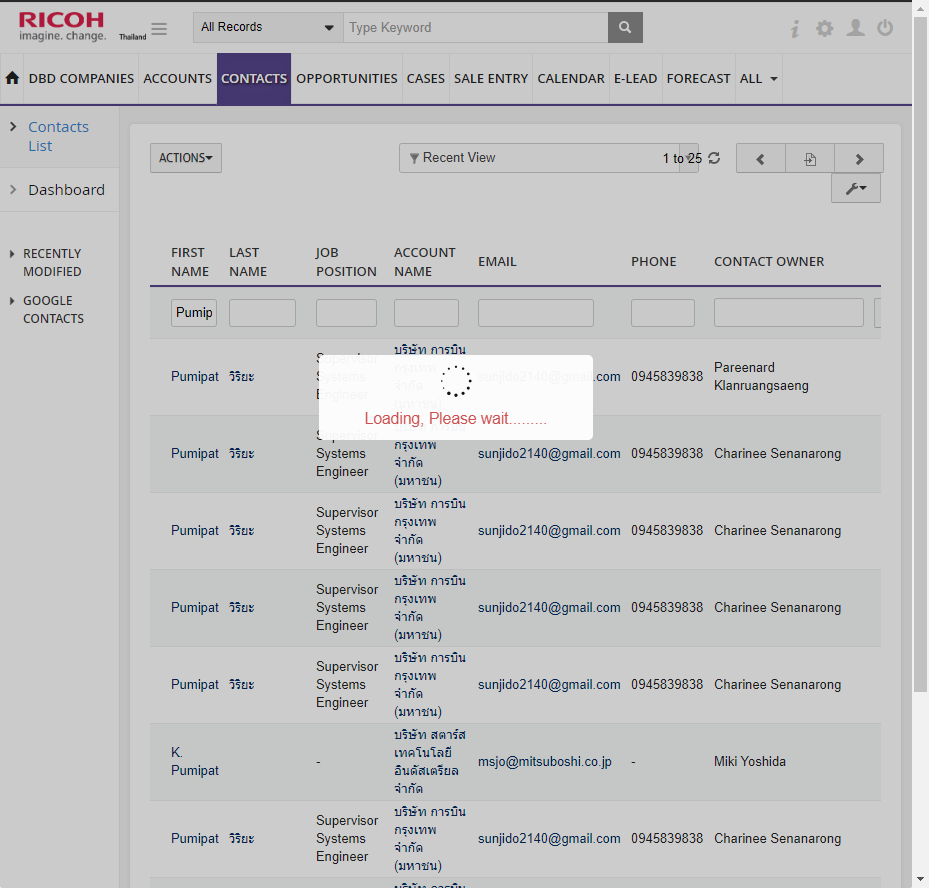 RICOH
imagine. change. Thailand
All Records
Type Keyword
DBD COMPANIES ACCOUNTS CONTACTS OPPORTUNITIES CASES SALE ENTRY CALENDAR E-LEAD FORECAST ALL
Contacts
List
Dashboard
RECENTLY
MODIFIED
GOOGLE
CONTACTS
ACTIONS
Recent View
1 to 25
FIRST
NAME
LAST
NAME
JOB
POSITION
ACCOUNT
NAME
EMAIL
PHONE
CONTACT OWNER
Pumip
Pumipat
วิริยะ
Supervisor
Systems
Engineer
บริษัท การบิน
กรุงเทพ
จำกัด
(มหาชน)
sunjido2140@gmail.com
0945839838
Pareenard
Klanruangsaeng
Loading, Please wait.........
Pumipat
วิริยะ
Supervisor
Systems
Engineer
กรุงเทพ
จำกัด
(มหาชน)
sunjido2140@gmail.com
0945839838
Charinee Senanarong
Pumipat
วิริยะ
Supervisor
Systems
Engineer
บริษัท การบิน
กรุงเทพ
จำกัด
(มหาชน)
sunjido2140@gmail.com
0945839838
Charinee Senanarong
Pumipat
วิริยะ
Supervisor
Systems
Engineer
บริษัท การบิน
กรุงเทพ
จำกัด
(มหาชน)
sunjido2140@gmail.com
0945839838
Charinee Senanarong
Pumipat
วิริยะ
Supervisor
Systems
Engineer
บริษัท การบิน
กรุงเทพ
จำกัด
(มหาชน)
sunjido2140@gmail.com
0945839838
Charinee Senanarong
K.
Pumipat
-
บริษัท สตาร์ส
เทคโนโลยี
อินดัสเตรียล
จำกัด
msjo@mitsuboshi.co.jp
-
Miki Yoshida
Pumipat
วิริยะ
Supervisor
Systems
Engineer
บริษัท การบิน
กรุงเทพ
จำกัด
(มหาชน)
sunjido2140@gmail.com
0945839838
Charinee Senanarong